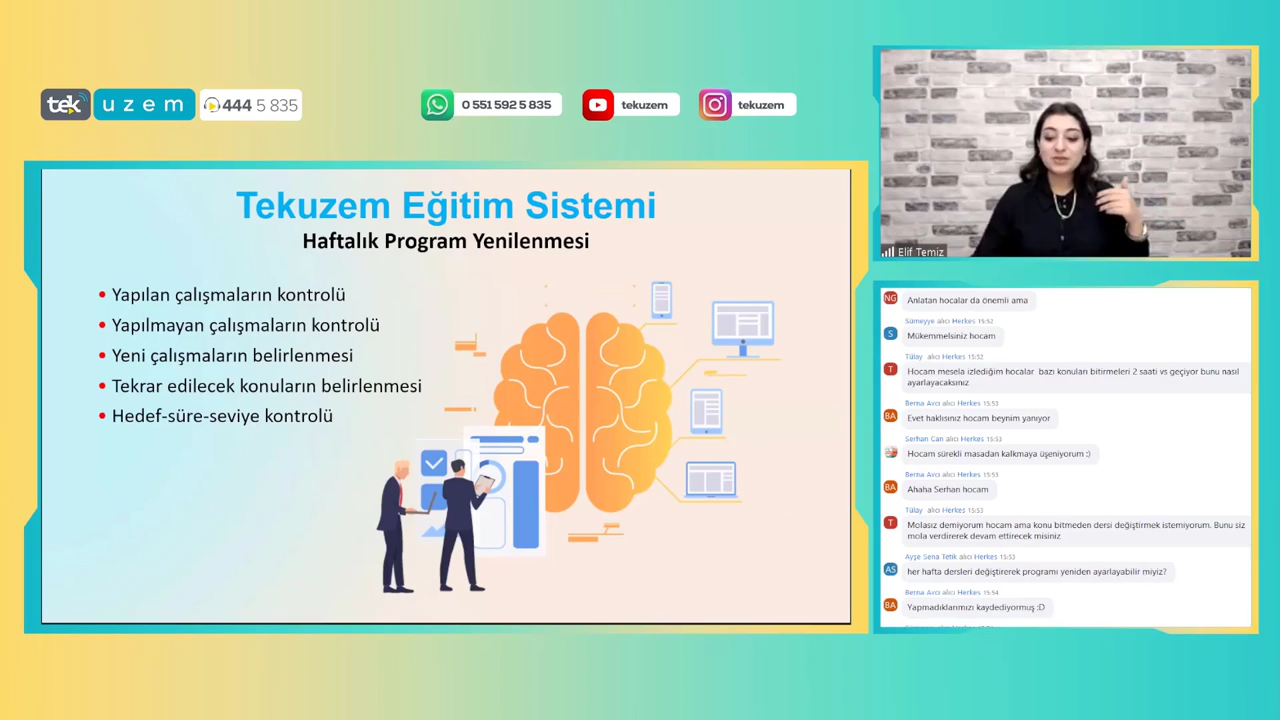 tek uzem 444 5 835
0 551 592 5 835
tekuzem
tekuzem
Tekuzem Eğitim Sistemi
Haftalık Program Yenilenmesi
• Yapılan çalışmaların kontrolü
• Yapılmayan çalışmaların kontrolü
• Yeni çalışmaların belirlenmesi
• Tekrar edilecek konuların belirlenmesi
• Hedef-süre-seviye kontrolü
Elif Temiz
NG
Anlatan hocalar da önemli ama
Sümeyye alıcı Herkes 15:52
S
Mükemmelsiniz hocam
Tülay alıcı Herkes 15:52
T
Hocam mesela izlediğim hocalar bazı konuları bitirmeleri 2 saati vs geçiyor bunu nasıl
ayarlayacaksınız
Berna Avcı alıcı Herkes 15:53
BA
Evet haklısınız hocam beynim yanıyor
Serhan Can alıcı Herkes 15:53
Hocam sürekli masadan kalkmaya üşeniyorum :)
Berna Avcı alıcı Herkes 15:53
BA
Ahaha Serhan hocam
Tülay alıcı Herkes 15:53
T
Molasız demiyorum hocam ama konu bitmeden dersi değiştirmek istemiyorum. Bunu siz
mola verdirerek devam ettirecek misiniz
Ayşe Sena Tetik alıcı Herkes 15:53
AS
her hafta dersleri değiştirerek programı yeniden ayarlayabilir miyiz?
Berna Avcı alıcı Herkes 15:54
BA
Yapmadıklarımızı kaydediyormuş :D